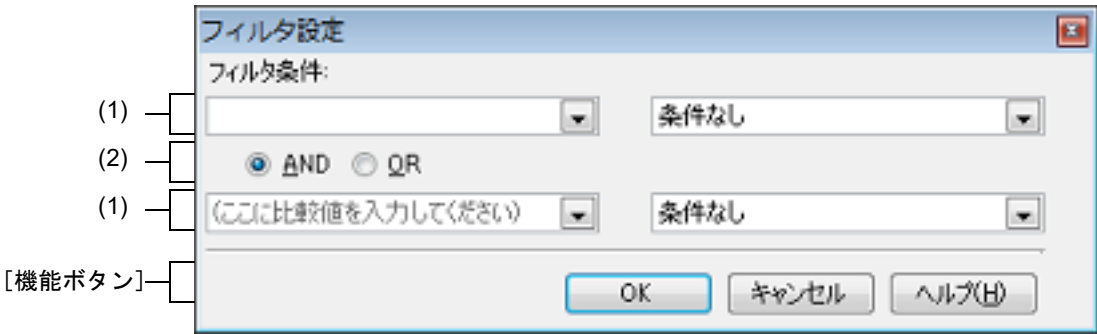 フィルタ設定
フィルタ条件:
(1) 条件なし
(2) AND OR
(1) (ここに比較値を入力してください) 条件なし
[機能ボタン] OK キャンセル ヘルプ(H)